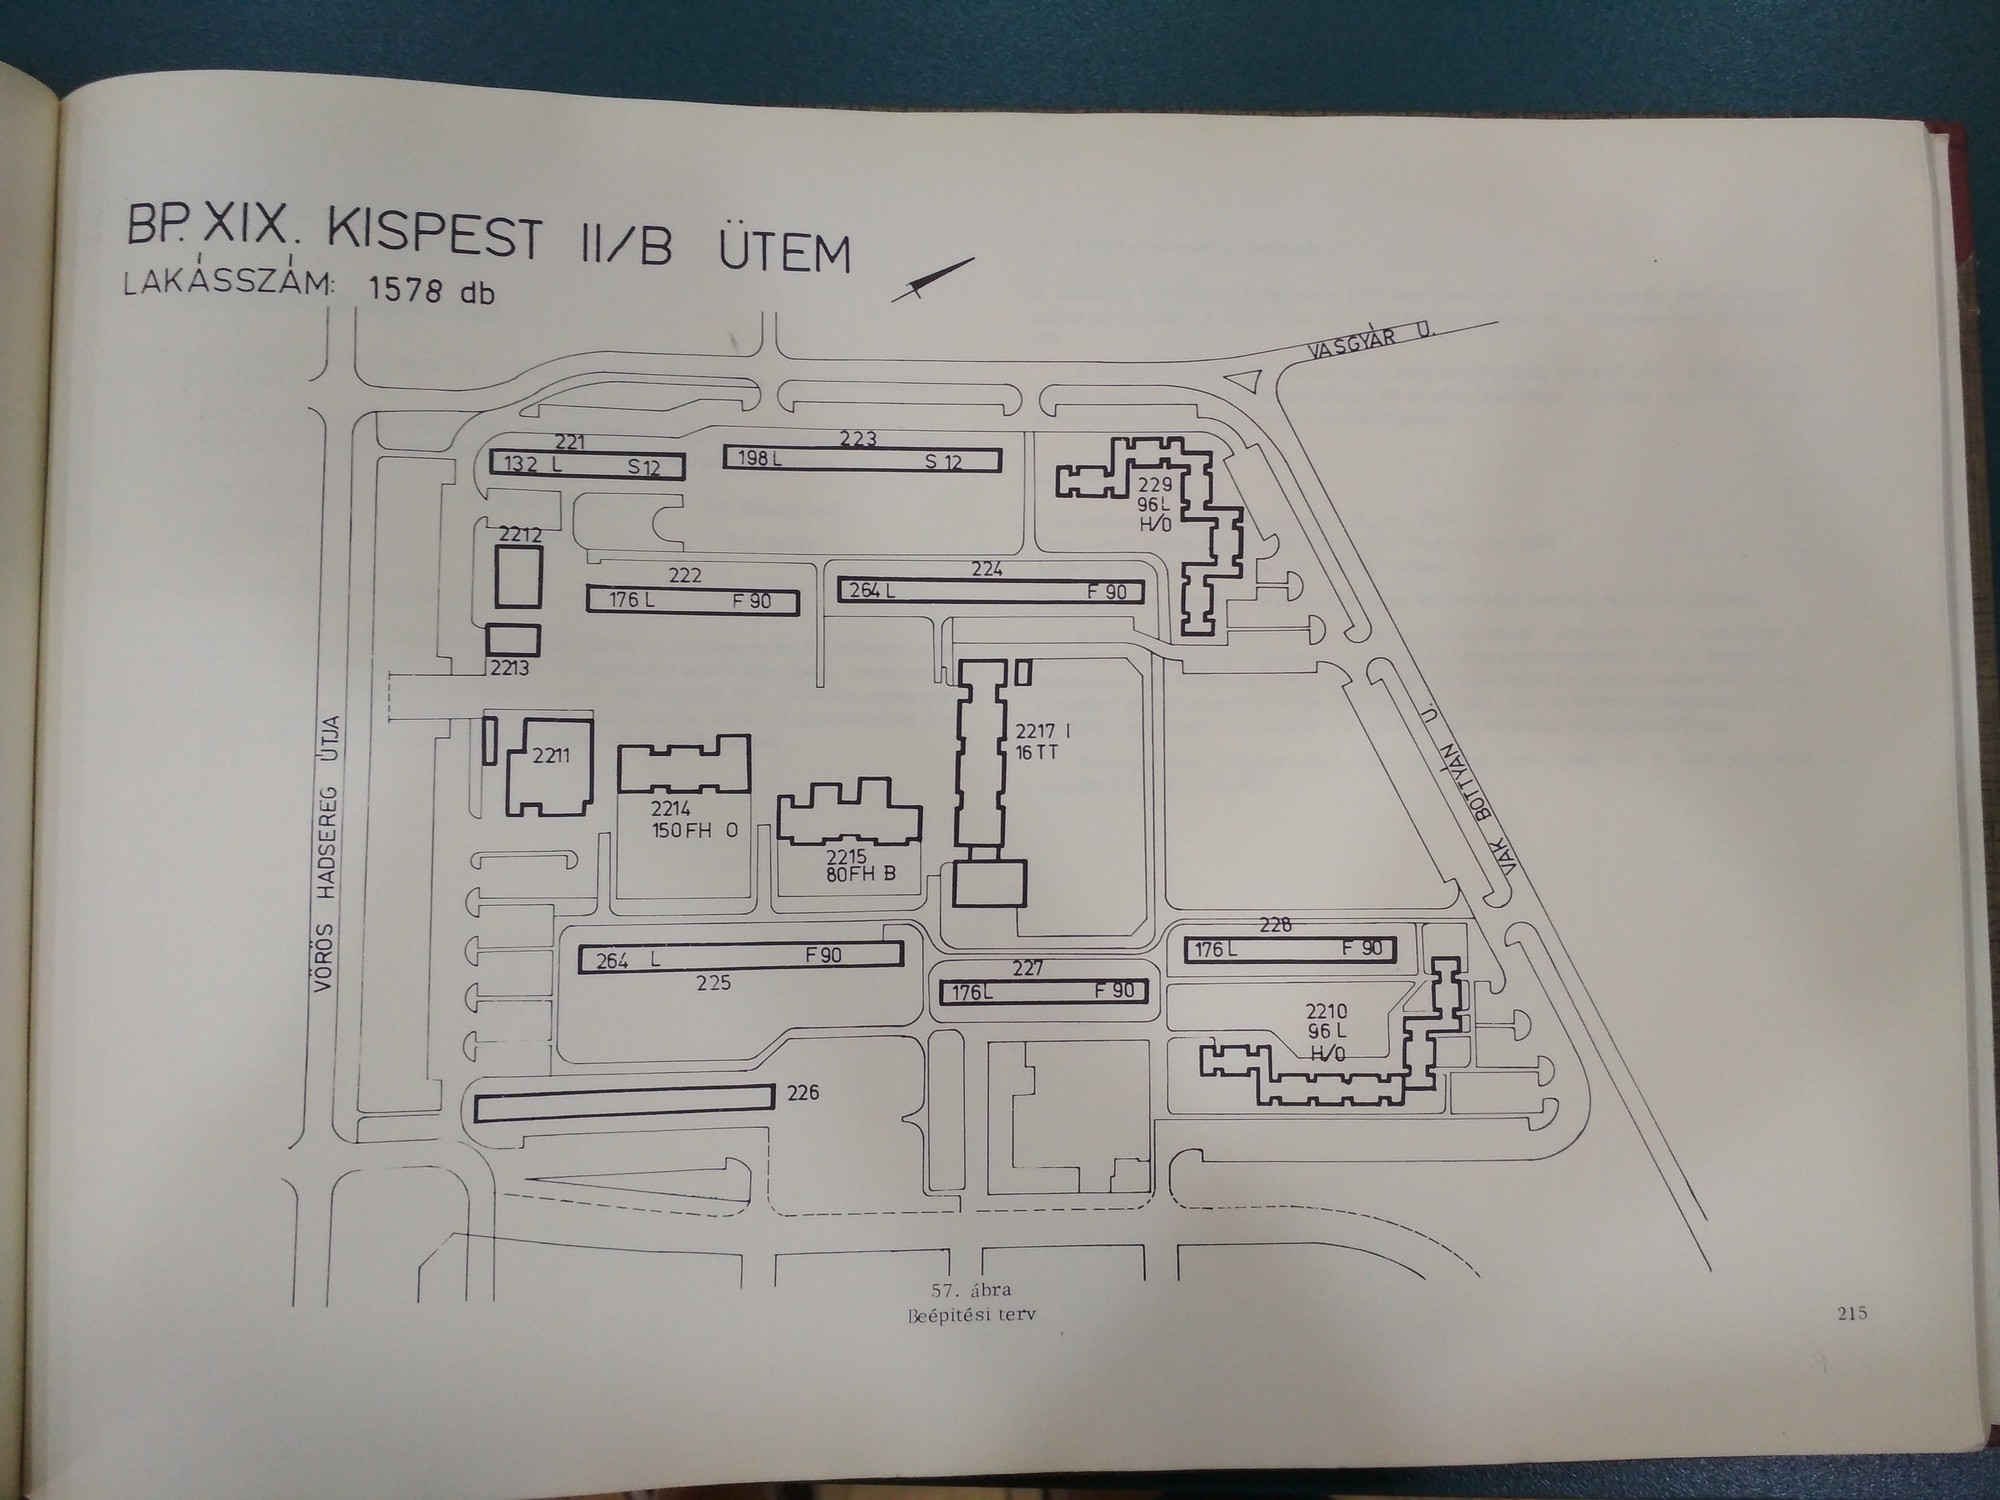 BP. XIX. KISPEST II/B ÜTEM
LAKÁSSZÁM: 1578 db
VASGYÁR U.
221
132 L S 12
223
198 L S 12
229
96 L
H/0
2212
222
176 L F 90
224
264 L F 90
2213
2211
2214
150 FH O
2215
80 FH B
2217 I
16 TT
VÖRÖS HADSEREG ÚTJA
VAK BOTTYÁN U.
264 L F 90
225
227
176 L F 90
228
176 L F 90
2210
96 L
H/0
226
57. ábra
Beépitési terv
215